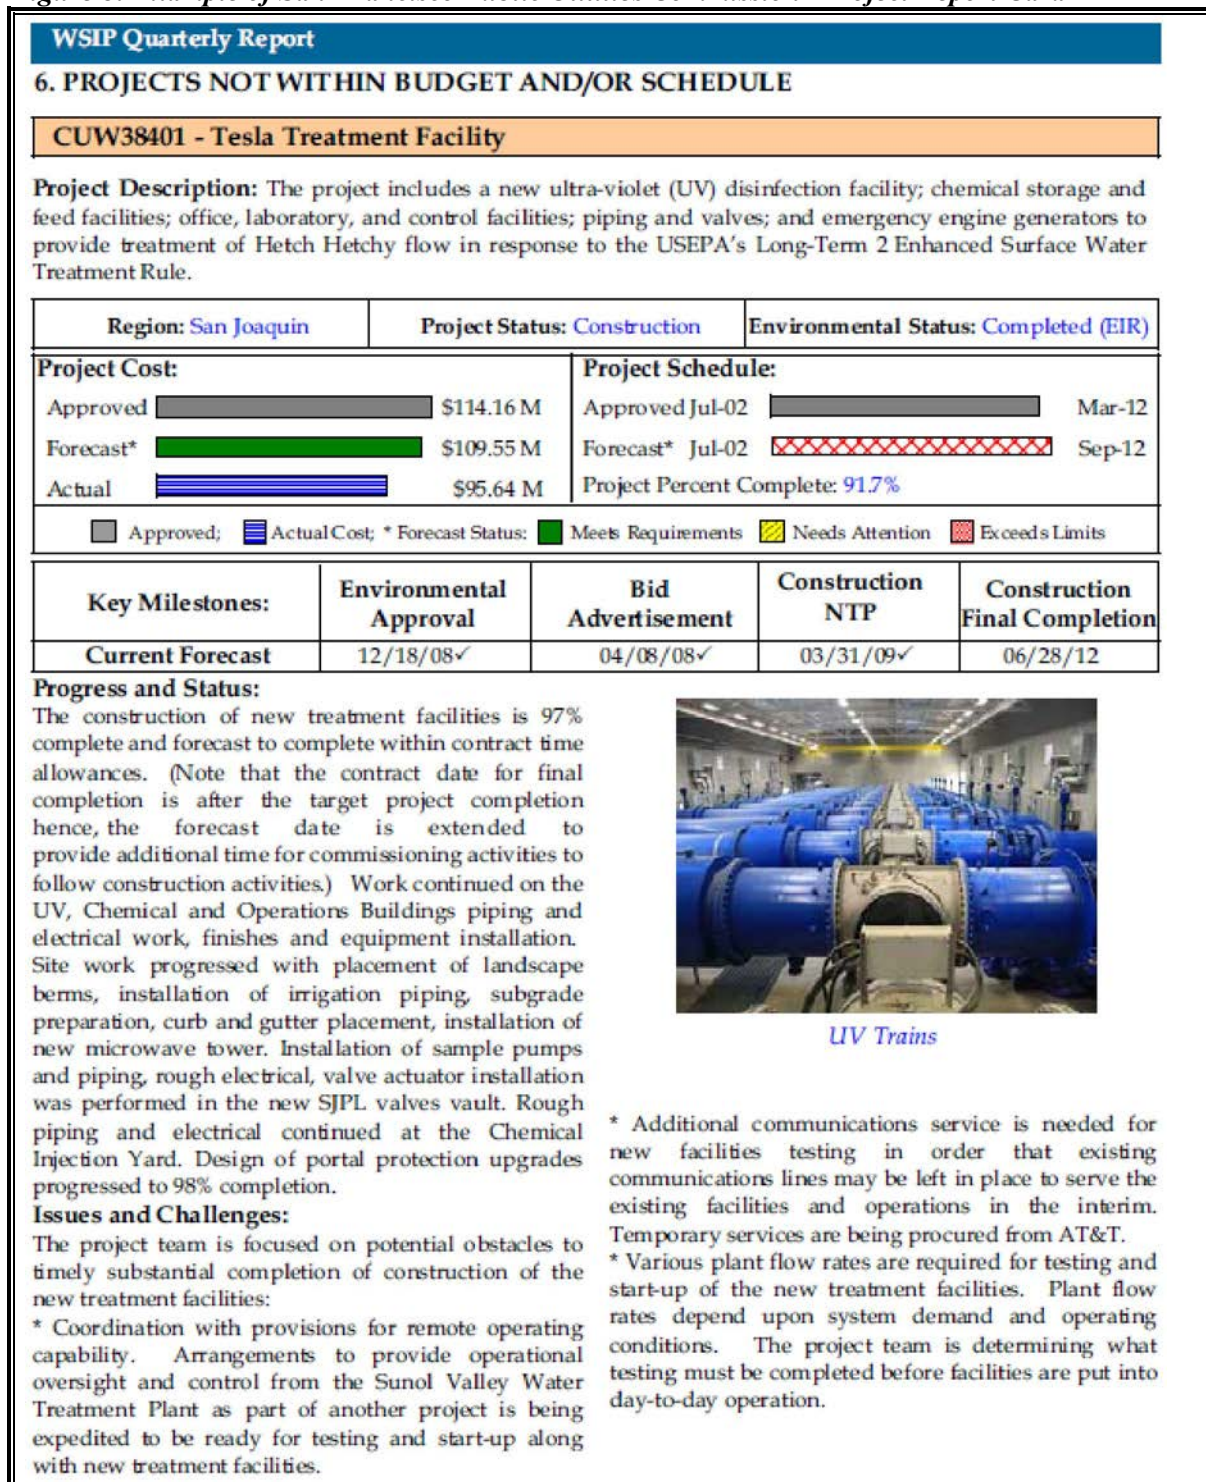 WSIP Quarterly Report
6. PROJECTS NOT WITHIN BUDGET AND/OR SCHEDULE
CUW38401 - Tesla Treatment Facility
Project Description: The project includes a new ultra-violet (UV) disinfection facility; chemical storage and
feed facilities; office, laboratory, and control facilities; piping and valves; and emergency engine generators to
provide treatment of Hetch Hetchy flow in response to the USEPA's Long-Term 2 Enhanced Surface Water
Treatment Rule.
Region: San Joaquin
Project Status: Construction
Environmental Status: Completed (EIR)
Project Cost:
Approved $114.16 M
Forecast* $109.55 M
Actual $95.64 M
Project Schedule:
Approved Jul-02 Mar-12
Forecast* Jul-02 Sep-12
Project Percent Complete: 91.7%
Approved; Actual Cost; * Forecast Status: Meets Requirements Needs Attention Exceeds Limits
Key Milestones:
Environmental
Approval
Bid
Advertisement
Construction
NTP
Construction
Final Completion
Current Forecast 12/18/08✓ 04/08/08✓ 03/31/09✓ 06/28/12
Progress and Status:
The construction of new treatment facilities is 97%
complete and forecast to complete within contract time
allowances. (Note that the contract date for final
completion is after the target project completion
hence, the forecast date is extended to
provide additional time for commissioning activities to
follow construction activities.) Work continued on the
UV, Chemical and Operations Buildings piping and
electrical work, finishes and equipment installation.
Site work progressed with placement of landscape
berms, installation of irrigation piping, subgrade
preparation, curb and gutter placement, installation of
new microwave tower. Installation of sample pumps
and piping, rough electrical, valve actuator installation
was performed in the new SJPL valves vault. Rough
piping and electrical continued at the Chemical
Injection Yard. Design of portal protection upgrades
progressed to 98% completion.
Issues and Challenges:
The project team is focused on potential obstacles to
timely substantial completion of construction of the
new treatment facilities:
* Coordination with provisions for remote operating
capability. Arrangements to provide operational
oversight and control from the Sunol Valley Water
Treatment Plant as part of another project is being
expedited to be ready for testing and start-up along
with new treatment facilities.
UV Trains
* Additional communications service is needed for
new facilities testing in order that existing
communications lines may be left in place to serve the
existing facilities and operations in the interim.
Temporary services are being procured from AT&T.
* Various plant flow rates are required for testing and
start-up of the new treatment facilities. Plant flow
rates depend upon system demand and operating
conditions. The project team is determining what
testing must be completed before facilities are put into
day-to-day operation.